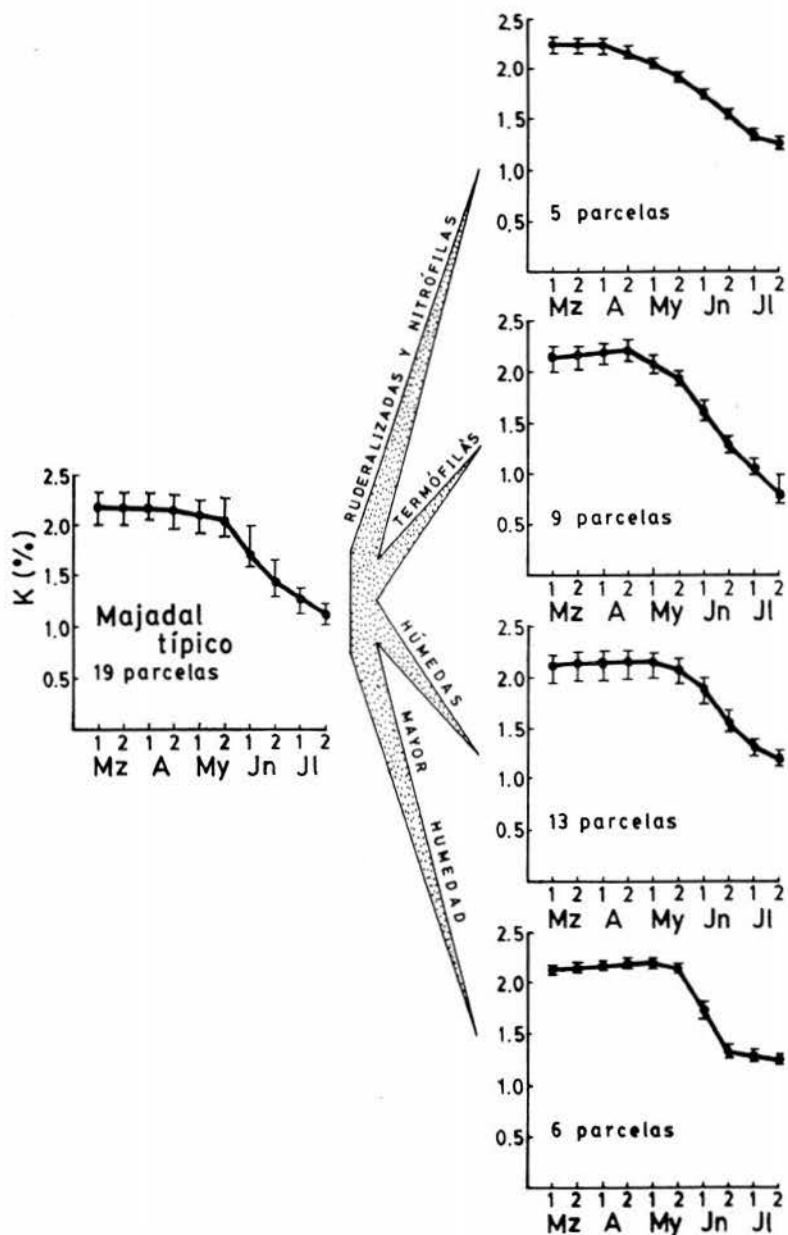 K (%)
2.5
2.0
1.5
1.0
0.5
Majadal
típico
19 parcelas
1 2 1 2 1 2 1 2 1 2
Mz A My Jn Jl
RUDERALIZADAS Y NITRÓFILAS
TERMÓFILAS
HÚMEDAS
MAYOR HUMEDAD
2.5
2.0
1.5
1.0
0.5
5 parcelas
1 2 1 2 1 2 1 2 1 2
Mz A My Jn Jl
2.5
2.0
1.5
1.0
0.5
9 parcelas
1 2 1 2 1 2 1 2 1 2
Mz A My Jn Jl
2.5
2.0
1.5
1.0
0.5
13 parcelas
1 2 1 2 1 2 1 2 1 2
Mz A My Jn Jl
2.5
2.0
1.5
1.0
0.5
6 parcelas
1 2 1 2 1 2 1 2 1 2
Mz A My Jn Jl